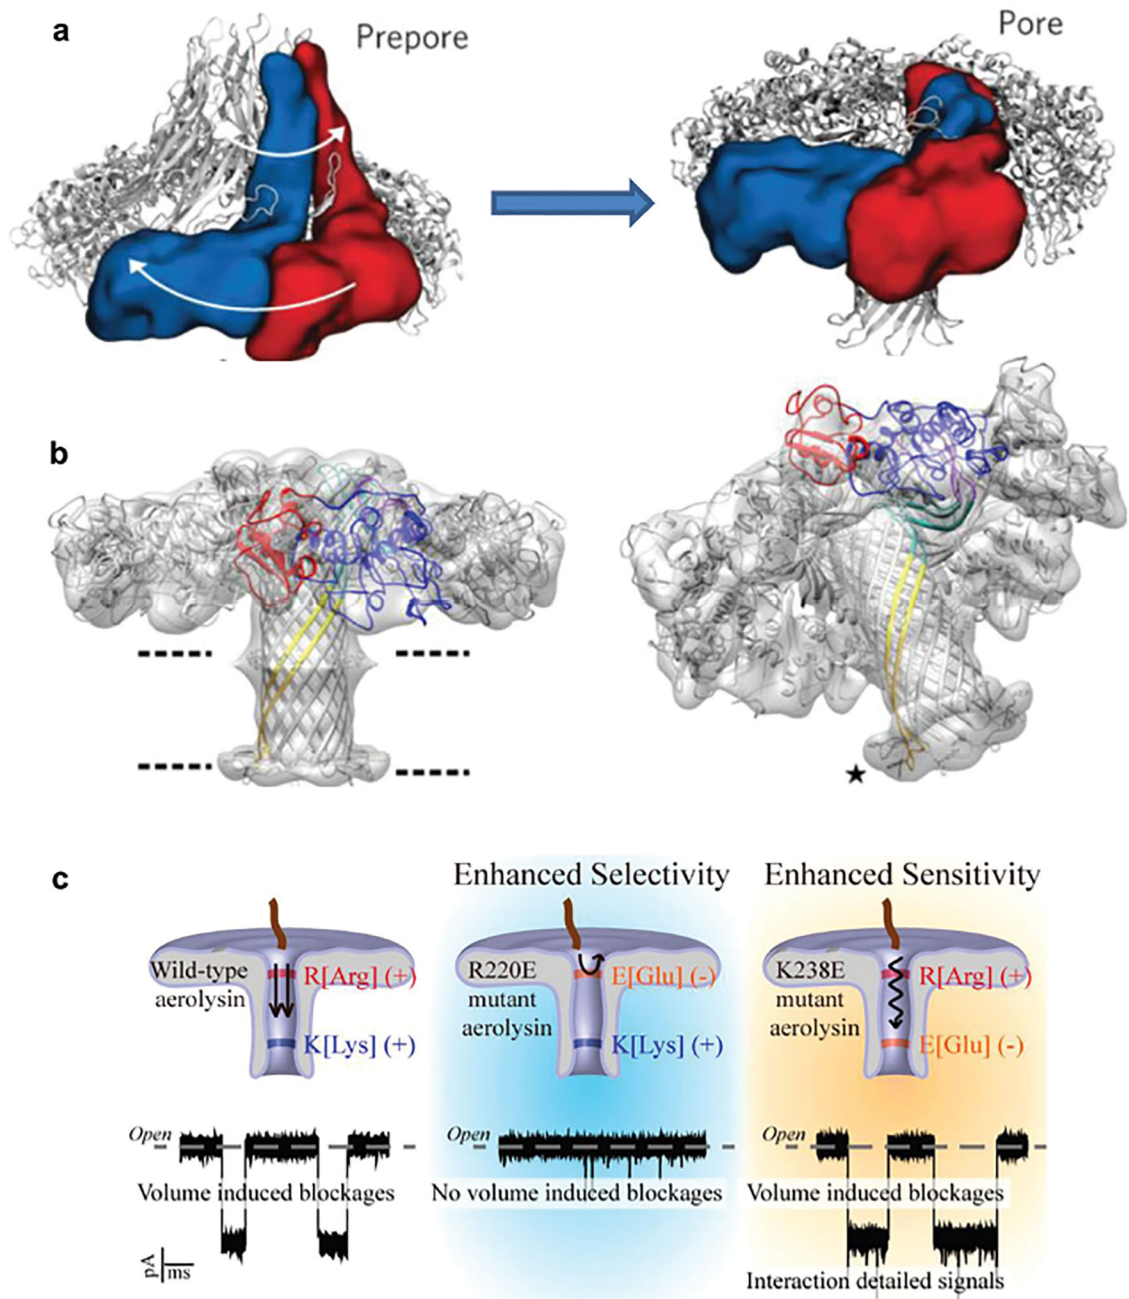 a
Prepore
Pore
b
★
c
Enhanced Selectivity
Enhanced Sensitivity
Wild-type
aerolysin
R[Arg] (+)
K[Lys] (+)
R220E
mutant
aerolysin
E[Glu] (-)
K[Lys] (+)
K238E
mutant
aerolysin
R[Arg] (+)
E[Glu] (-)
Open
Open
Open
Volume induced blockages
No volume induced blockages
Volume induced blockages
pA
ms
Interaction detailed signals